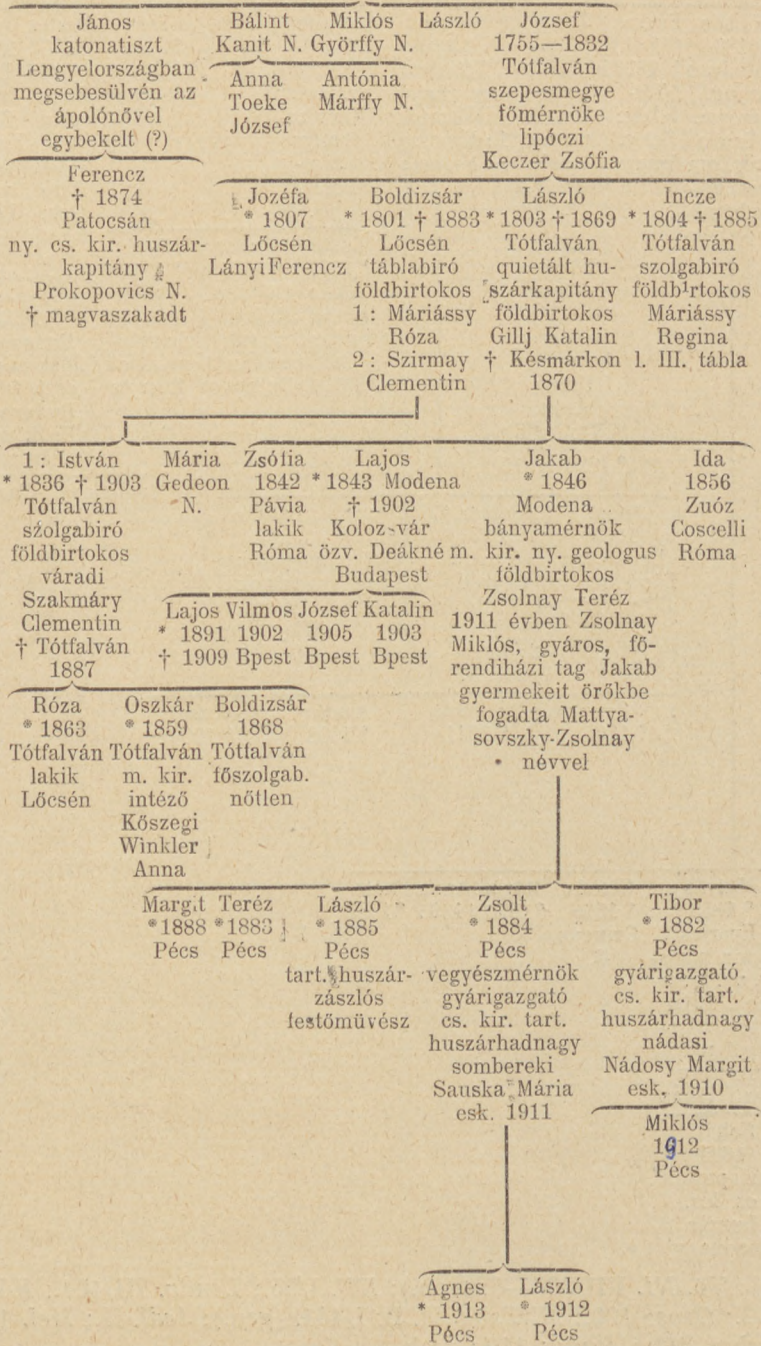 János
katonatiszt
Lengyelországban
megsebesülvén az
ápolónővel
egybekelt (?)
Bálint
Kanit N.
Miklós
Györffy N.
László
József
1755—1832
Tótfalván
szepesmegye
főmérnöke
lipóczi
Keczer Zsófia
Anna
Toeke
József
Antónia
Márffy N.
Ferencz
† 1874
Patocsán
ny. cs. kir. huszár-
kapitány
Prokopovics N.
† magvaszakadt
Jozéfa
* 1807
Lőcsén
Lányi Ferencz
Boldizsár
* 1801 † 1883
Lőcsén
táblabiró
földbirtokos
1 : Máriássy
Róza
2 : Szirmay
Clementin
László
* 1803 † 1869
Tótfalván
quietált hu-
szárkapitány
földbirtokos
Gillj Katalin
† Késmárkon
1870
Incze
* 1804 † 1885
Tótfalván
szolgabiró
földbirtokos
Máriássy
Regina
l. III. tábla
1 : István
* 1836 † 1903
Tótfalván
szolgabiró
földbirtokos
váradi
Szakmáry
Clementin
† Tótfalván
1887
Mária
Gedeon
N.
Zsófia
1842
Pávia
lakik
Róma
Lajos
* 1843 Modena
† 1902
Kolozsvár
özv. Deákné
Budapest
Jakab
* 1846
Modena
bányamérnök
m. kir. ny. geologus
földbirtokos
Zsolnay Teréz
1911 évben Zsolnay
Miklós, gyáros, fő-
rendiházi tag Jakab
gyermekeit örökbe
fogadta Mattya-
sovszky-Zsolnay
névvel
Ida
1856
Zuóz
Coscelli
Róma
Lajos
* 1891
† 1909
Vilmos
1902
Bpest
József
1905
Bpest
Katalin
1903
Bpest
Róza
* 1863
Tótfalván
lakik
Lőcsén
Oszkár
* 1859
Tótfalván
m. kir.
intéző
Kőszegi
Winkler
Anna
Boldizsár
1868
Tótfalván
főszolgab.
nőtlen
Margit
* 1888
Pécs
Teréz
* 1883
Pécs
László
* 1885
Pécs
tart. huszár-
zászlós
festőművész
Zsolt
* 1884
Pécs
vegyészmérnök
gyárigazgató
cs. kir. tart.
huszárhadnagy
sombereki
Sauska Mária
esk. 1911
Tibor
* 1882
Pécs
gyárigazgató
cs. kir. tart.
huszárhadnagy
nádasi
Nádosy Margit
esk. 1910
Miklós
1912
Pécs
Ágnes
* 1913
Pécs
László
* 1912
Pécs